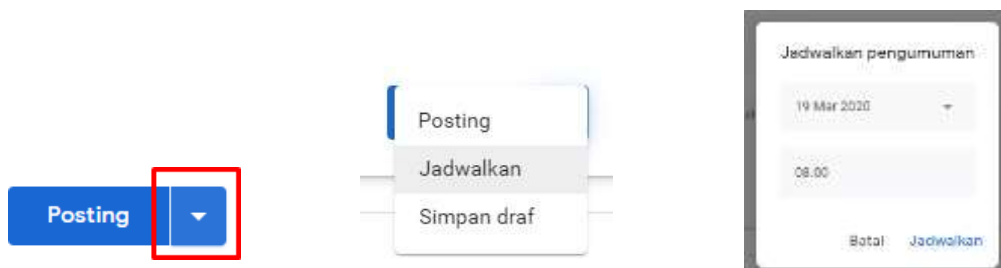 Posting
Posting
Jadwalkan
Simpan draf
Jadwalkan pengumuman
19 Mar 2020
08.00
Batal Jadwalkan